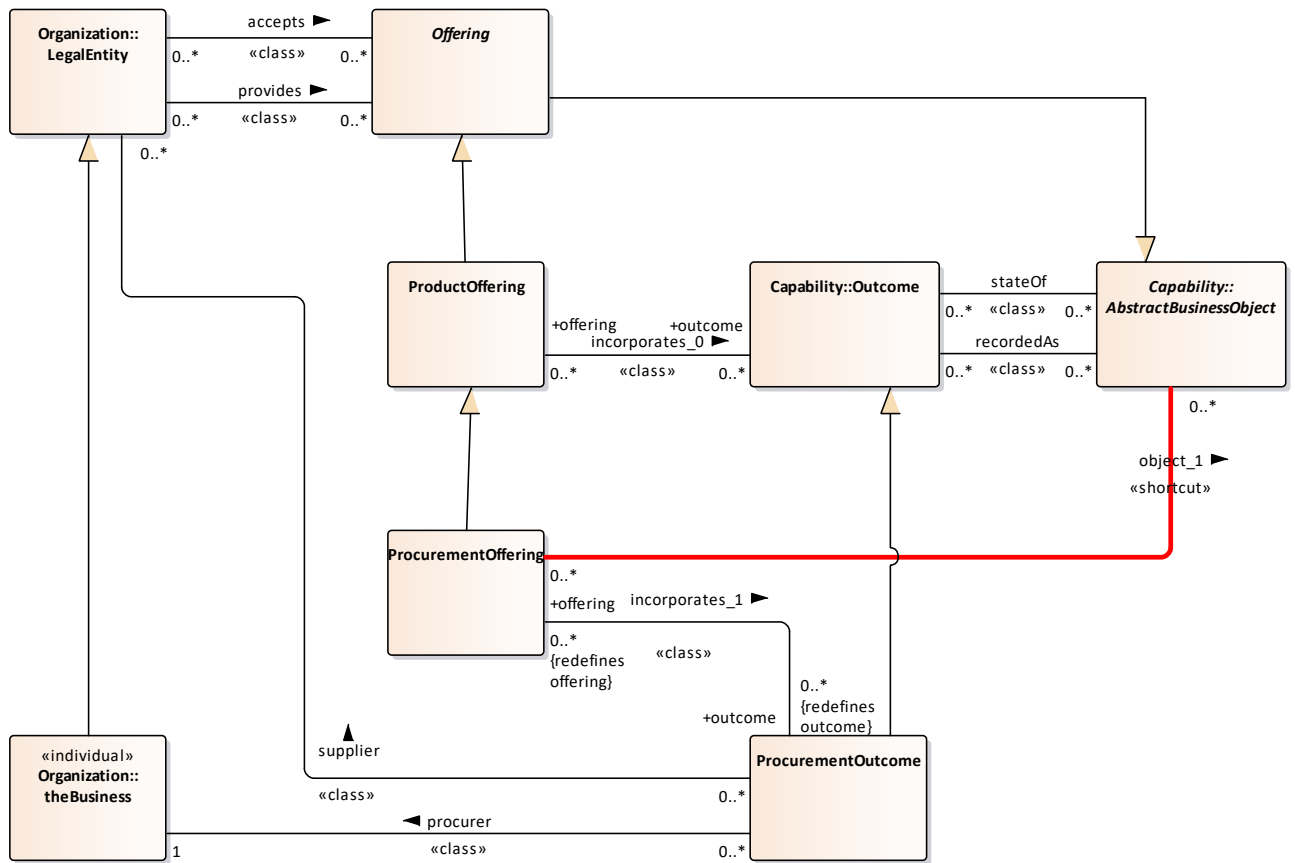 Organization::
LegalEntity
accepts
0..*
«class»
0..*
provides
0..*
«class»
0..*
0..*
Offering
ProductOffering
+offering
+outcome
incorporates_0
0..*
«class»
0..*
Capability::Outcome
stateOf
0..*
«class»
0..*
recordedAs
0..*
«class»
0..*
Capability::
AbstractBusinessObject
0..*
object_1
«shortcut»
ProcurementOffering
0..*
+offering
incorporates_1
0..*
«class»
{redefines
offering}
0..*
{redefines
outcome}
+outcome
supplier
«class»
0..*
«individual»
Organization::
theBusiness
ProcurementOutcome
procurer
1
«class»
0..*